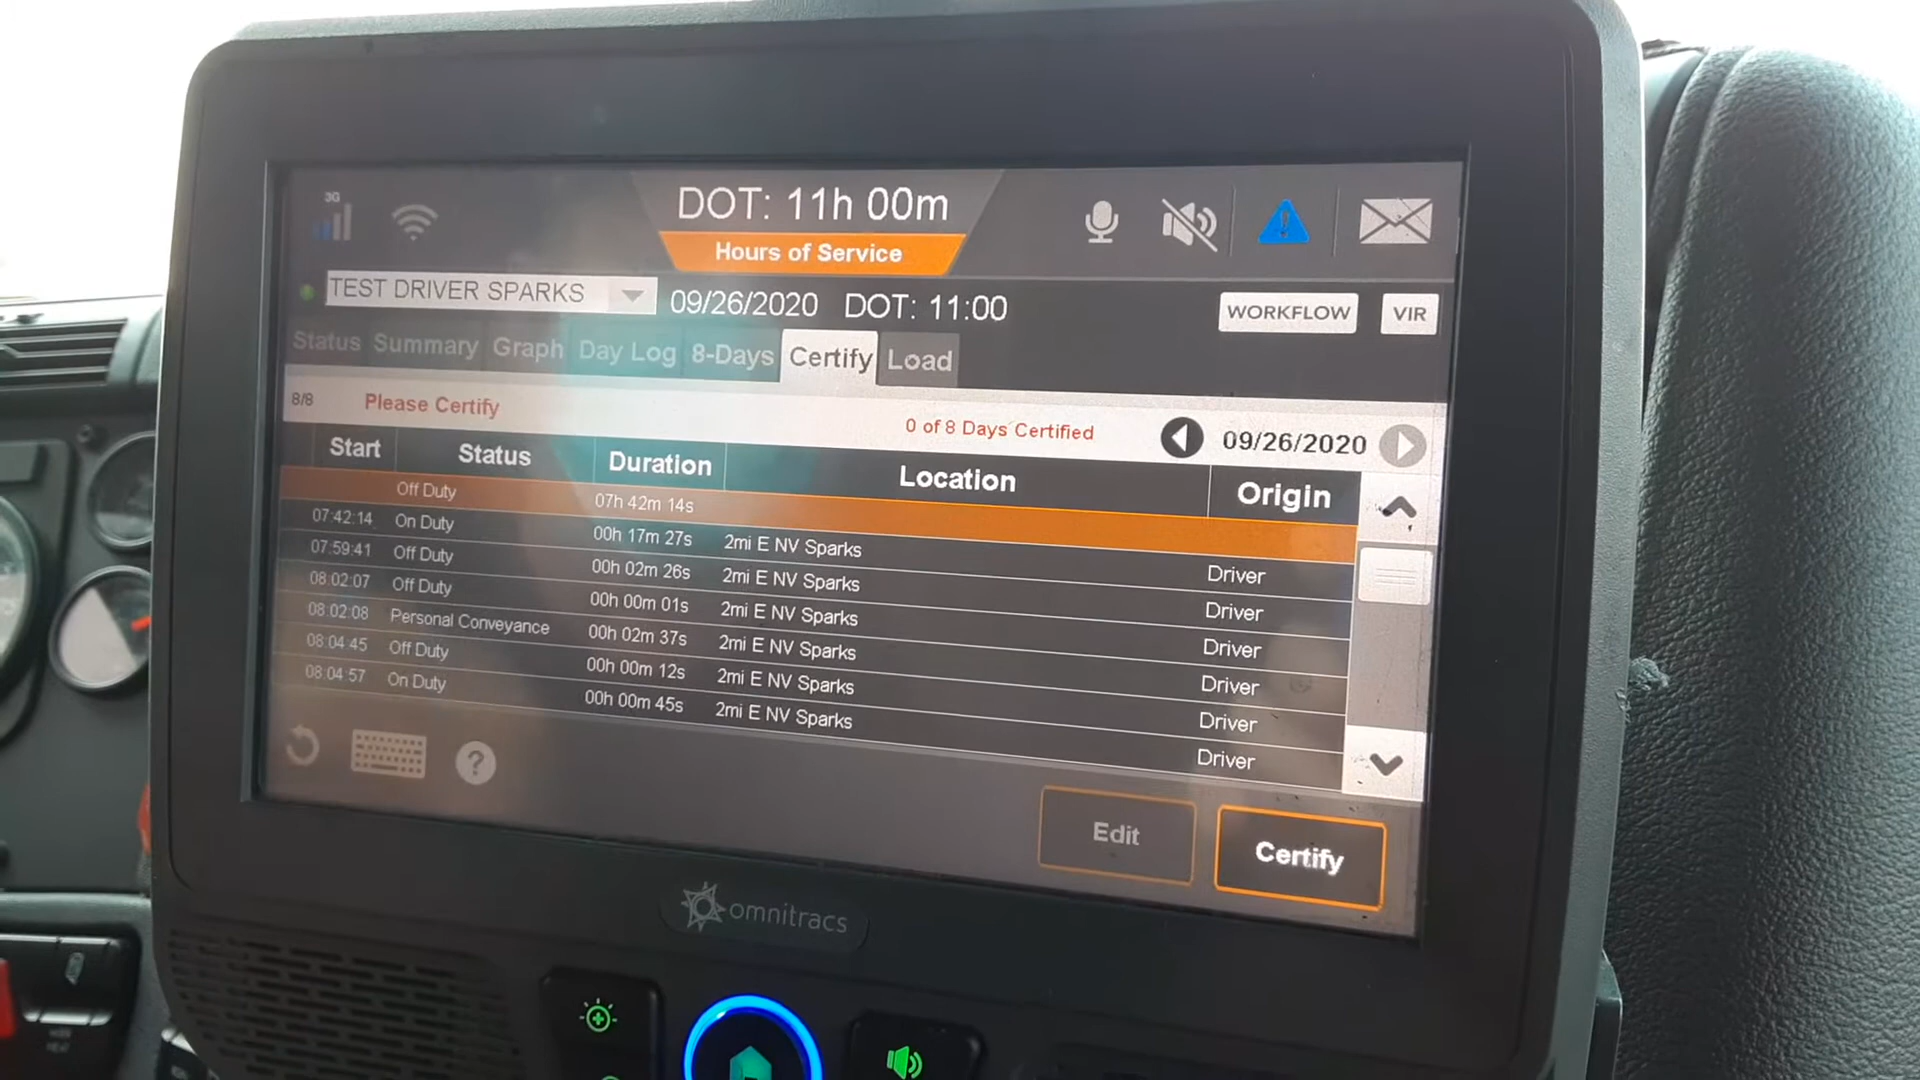 3G
DOT: 11h 00m
Hours of Service
TEST DRIVER SPARKS
09/26/2020 DOT: 11:00
WORKFLOW
VIR
Status Summary Graph Day Log 8-Days Certify Load
8/8 Please Certify 0 of 8 Days Certified 09/26/2020
Start Status Duration Location Origin
Off Duty 07h 42m 14s
07:42:14 On Duty 00h 17m 27s 2mi E NV Sparks Driver
07:59:41 Off Duty 00h 02m 26s 2mi E NV Sparks Driver
08:02:07 Off Duty 00h 00m 01s 2mi E NV Sparks Driver
08:02:08 Personal Conveyance 00h 02m 37s 2mi E NV Sparks Driver
08:04:45 Off Duty 00h 00m 12s 2mi E NV Sparks Driver
08:04:57 On Duty 00h 00m 45s 2mi E NV Sparks Driver
?
Edit
Certify
omnitracs